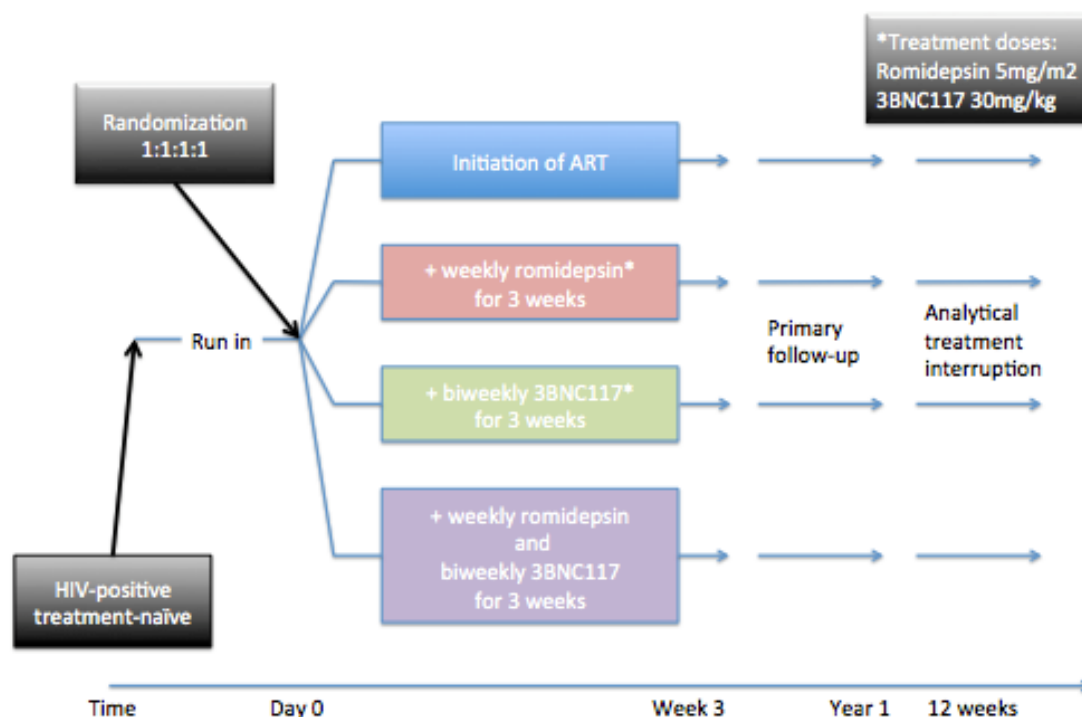 *Treatment doses:
Romidepsin 5mg/m2
3BNC117 30mg/kg
Randomization
1:1:1:1
Initiation of ART
+ weekly romidepsin*
for 3 weeks
Run in
Primary
follow-up
Analytical
treatment
interruption
+ biweekly 3BNC117*
for 3 weeks
+ weekly romidepsin
and
biweekly 3BNC117
for 3 weeks
HIV-positive
treatment-naïve
Time
Day 0
Week 3
Year 1
12 weeks